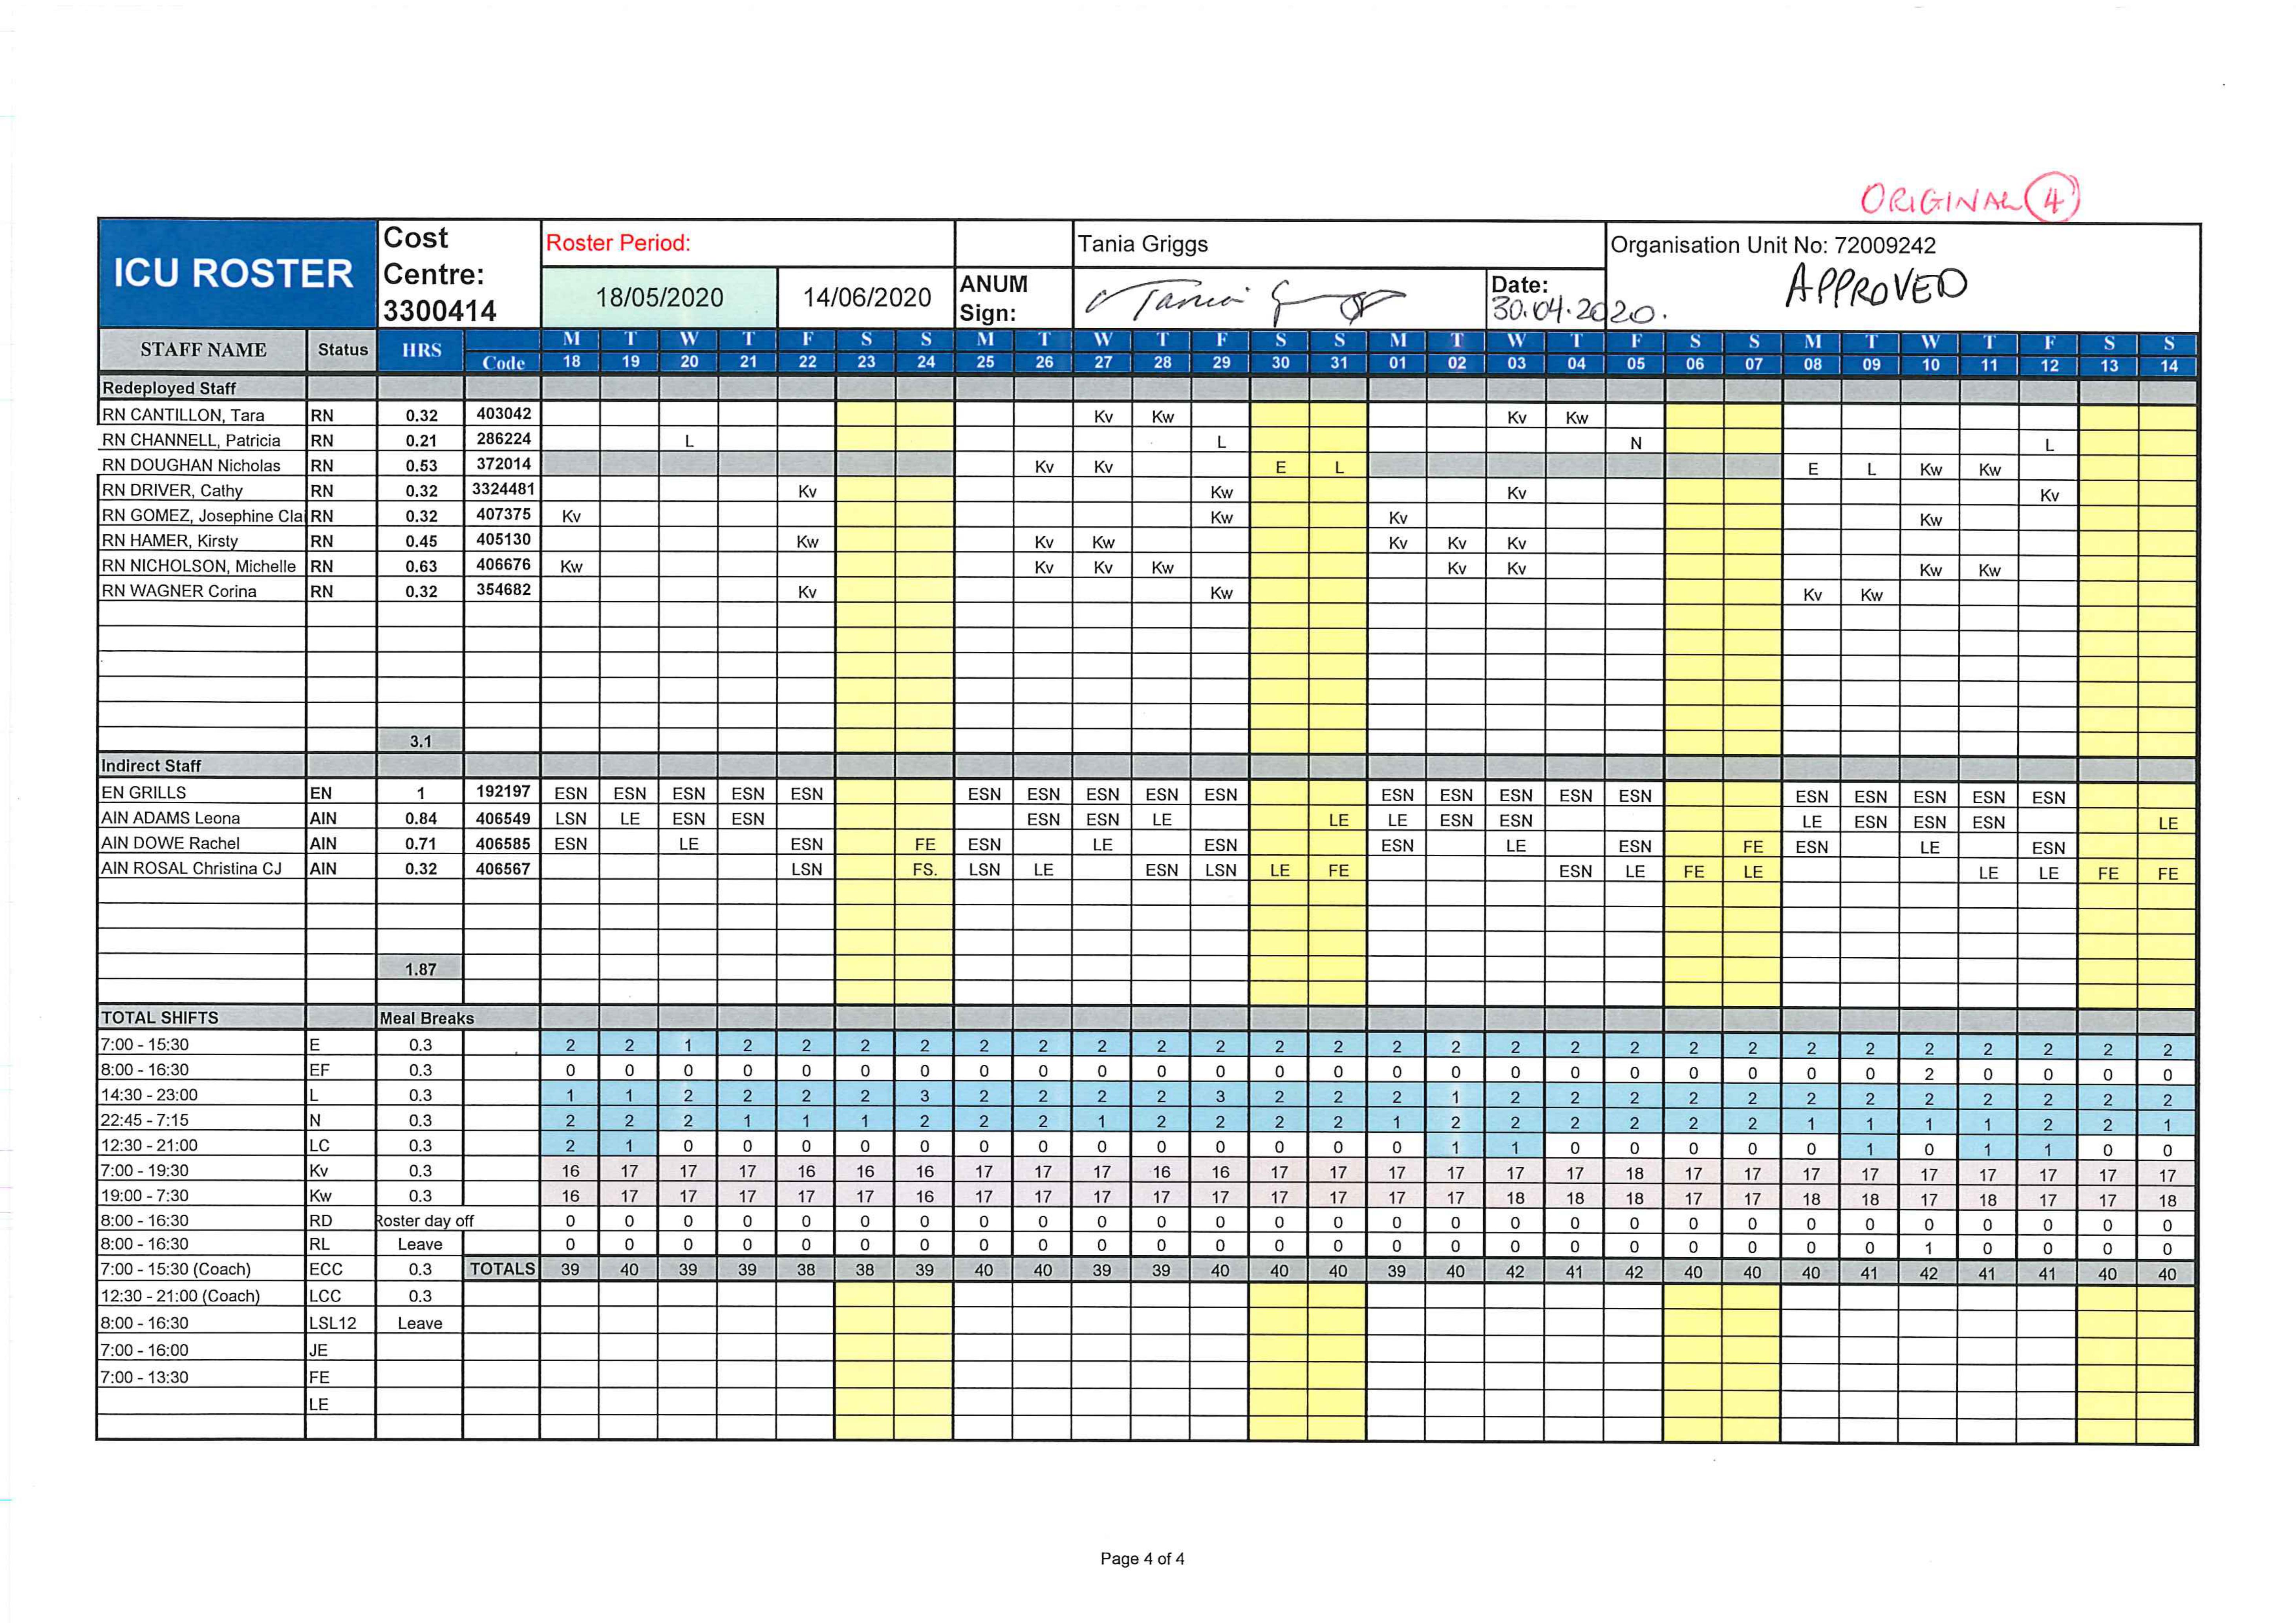 ORIGINAL 4
ICU ROSTER
Cost Centre: 3300414
Roster Period:
18/05/2020 14/06/2020
ANUM Sign:
Tania Griggs
Date: 30.04.2020.
Organisation Unit No: 72009242
APPROVED
STAFF NAME Status HRS Code M T W T F S S M T W T F S S M T W T F S S M T W T F S S
18 19 20 21 22 23 24 25 26 27 28 29 30 31 01 02 03 04 05 06 07 08 09 10 11 12 13 14
Redeployed Staff
RN CANTILLON, Tara RN 0.32 403042 Kv Kw Kv Kw
RN CHANNELL, Patricia RN 0.21 286224 L L N L
RN DOUGHAN Nicholas RN 0.53 372014 Kv Kv E L E L Kw Kw
RN DRIVER, Cathy RN 0.32 3324481 Kv Kw Kv Kv
RN GOMEZ, Josephine Clai RN 0.32 407375 Kv Kw Kv Kw
RN HAMER, Kirsty RN 0.45 405130 Kw Kv Kw Kv Kv Kv
RN NICHOLSON, Michelle RN 0.63 406676 Kw Kv Kv Kw Kv Kv Kw Kw
RN WAGNER Corina RN 0.32 354682 Kv Kw Kv Kw
3.1
Indirect Staff
EN GRILLS EN 1 192197 ESN ESN ESN ESN ESN ESN ESN ESN ESN ESN ESN ESN ESN ESN ESN ESN ESN ESN ESN ESN
AIN ADAMS Leona AIN 0.84 406549 LSN LE ESN ESN ESN ESN LE LE LE ESN ESN LE ESN ESN ESN LE
AIN DOWE Rachel AIN 0.71 406585 ESN LE ESN FE ESN LE ESN ESN LE ESN FE ESN LE ESN
AIN ROSAL Christina CJ AIN 0.32 406567 LSN FS. LSN LE ESN LSN LE FE ESN LE FE LE LE LE FE FE
1.87
TOTAL SHIFTS Meal Breaks
7:00 - 15:30 E 0.3 2 2 1 2 2 2 2 2 2 2 2 2 2 2 2 2 2 2 2 2 2 2 2 2 2 2 2 2
8:00 - 16:30 EF 0.3 0 0 0 0 0 0 0 0 0 0 0 0 0 0 0 0 0 0 0 0 0 0 0 2 0 0 0 0
14:30 - 23:00 L 0.3 1 1 2 2 2 2 3 2 2 2 2 3 2 2 2 1 2 2 2 2 2 2 2 2 2 2 2 2
22:45 - 7:15 N 0.3 2 2 2 1 1 1 2 2 2 1 2 2 2 2 1 2 2 2 2 2 2 1 1 1 1 2 2 1
12:30 - 21:00 LC 0.3 2 1 0 0 0 0 0 0 0 0 0 0 0 0 0 1 1 0 0 0 0 0 1 0 1 1 0 0
7:00 - 19:30 Kv 0.3 16 17 17 17 16 16 16 17 17 17 16 16 17 17 17 17 17 17 18 17 17 17 17 17 17 17 17 17
19:00 - 7:30 Kw 0.3 16 17 17 17 17 17 16 17 17 17 17 17 17 17 17 17 18 18 18 17 17 18 18 17 18 17 17 18
8:00 - 16:30 RD Roster day off 0 0 0 0 0 0 0 0 0 0 0 0 0 0 0 0 0 0 0 0 0 0 0 0 0 0 0 0
8:00 - 16:30 RL Leave 0 0 0 0 0 0 0 0 0 0 0 0 0 0 0 0 0 0 0 0 0 0 0 1 0 0 0 0
7:00 - 15:30 (Coach) ECC 0.3 TOTALS 39 40 39 39 38 38 39 40 40 39 39 40 40 40 39 40 42 41 42 40 40 40 41 42 41 41 40 40
12:30 - 21:00 (Coach) LCC 0.3
8:00 - 16:30 LSL12 Leave
7:00 - 16:00 JE
7:00 - 13:30 FE
LE
Page 4 of 4